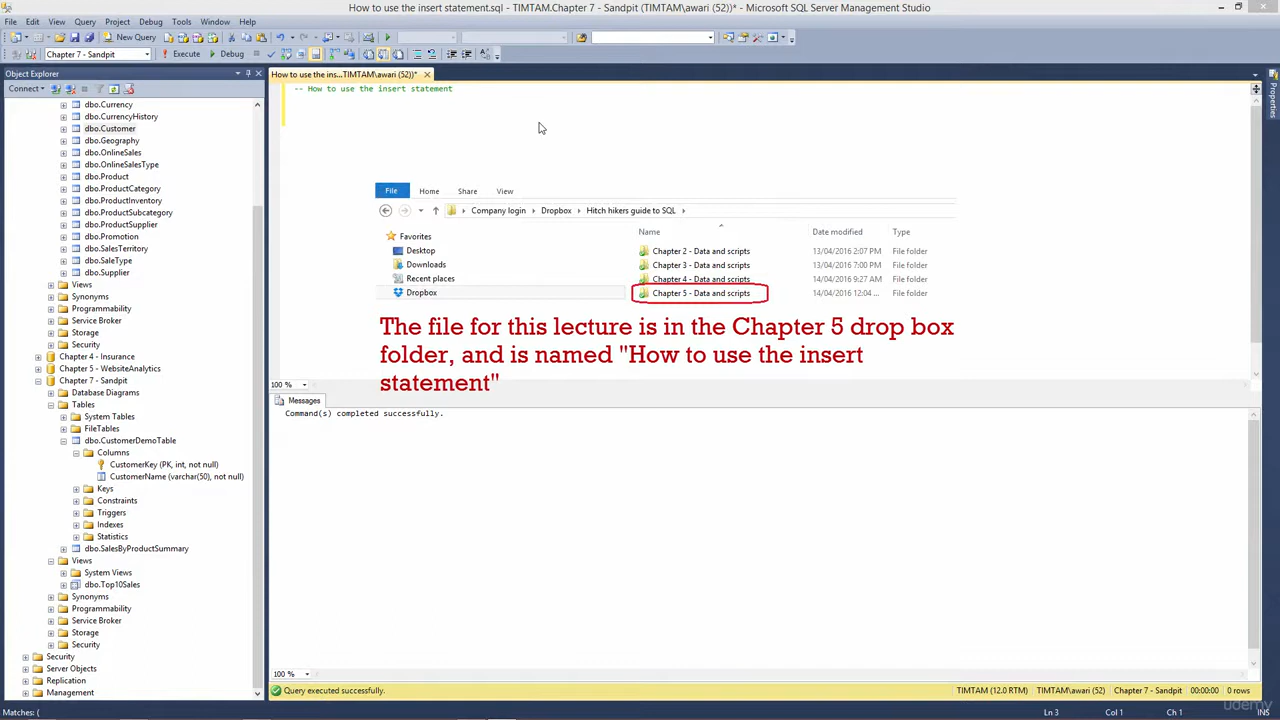 How to use the insert statement.sql - TIMTAM.Chapter 7 - Sandpit (TIMTAM\awari (52))* - Microsoft SQL Server Management Studio
File Edit View Query Project Debug Tools Window Help
New Query
Chapter 7 - Sandpit Execute Debug
Object Explorer
Connect
dbo.Currency
dbo.CurrencyHistory
dbo.Customer
dbo.Geography
dbo.OnlineSales
dbo.OnlineSalesType
dbo.Product
dbo.ProductCategory
dbo.ProductInventory
dbo.ProductSubcategory
dbo.ProductSupplier
dbo.Promotion
dbo.SalesTerritory
dbo.SaleType
dbo.Supplier
Views
Synonyms
Programmability
Service Broker
Storage
Security
Chapter 4 - Insurance
Chapter 5 - WebsiteAnalytics
Chapter 7 - Sandpit
Database Diagrams
Tables
System Tables
FileTables
dbo.CustomerDemoTable
Columns
CustomerKey (PK, int, not null)
CustomerName (varchar(50), not null)
Keys
Constraints
Triggers
Indexes
Statistics
dbo.SalesByProductSummary
Views
System Views
dbo.Top10Sales
Synonyms
Programmability
Service Broker
Storage
Security
Security
Server Objects
Replication
Management
How to use the ins...TIMTAM\awari (52))*
-- How to use the insert statement
File Home Share View
Company login Dropbox Hitch hikers guide to SQL
Favorites
Desktop
Downloads
Recent places
Dropbox
Name Date modified Type
Chapter 2 - Data and scripts 13/04/2016 2:07 PM File folder
Chapter 3 - Data and scripts 13/04/2016 7:00 PM File folder
Chapter 4 - Data and scripts 14/04/2016 9:27 AM File folder
Chapter 5 - Data and scripts 14/04/2016 12:04 ... File folder
The file for this lecture is in the Chapter 5 drop box
folder, and is named "How to use the insert
statement"
100 %
Messages
Command(s) completed successfully.
100 %
Query executed successfully. TIMTAM (12.0 RTM) TIMTAM\awari (52) Chapter 7 - Sandpit 00:00:00 0 rows
Properties
udemy
Matches: ( Ln 3 Col 1 Ch 1 INS